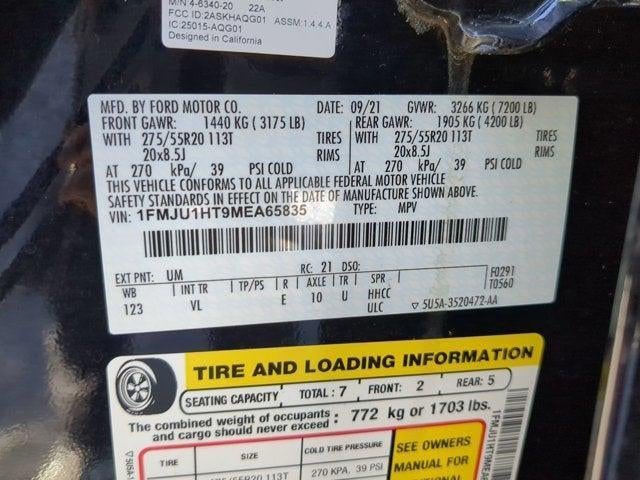 M/N:4-6340-20 22A
FCC ID:2ASKHAQG01 ASSM:1.4.4.A
IC:25015-AQG01
Designed in California
MFD. BY FORD MOTOR CO. DATE: 09/21 GVWR: 3266 KG ( 7200 LB)
FRONT GAWR: 1440 KG ( 3175 LB) REAR GAWR: 1905 KG ( 4200 LB)
WITH 275/55R20 113T TIRES WITH 275/55R20 113T TIRES
20x8.5J RIMS 20x8.5J RIMS
AT 270 kPa/ 39 PSI COLD AT 270 kPa/ 39 PSI COLD
THIS VEHICLE CONFORMS TO ALL APPLICABLE FEDERAL MOTOR VEHICLE
SAFETY STANDARDS IN EFFECT ON THE DATE OF MANUFACTURE SHOWN ABOVE.
VIN: 1FMJU1HT9MEA65835 TYPE: MPV
EXT PNT: UM RC: 21 DSO:
WB INT TR TP/PS R AXLE TR SPR F0291
123 VL E 10 U HHCC T0560
ULC ▽ 5U5A-3520472-AA
TIRE AND LOADING INFORMATION
SEATING CAPACITY TOTAL: 7 FRONT: 2 REAR: 5
The combined weight of occupants and cargo should never exceed: 772 kg or 1703 lbs.
TIRE SIZE COLD TIRE PRESSURE SEE OWNERS
275/55R20 113T 270 KPA, 39 PSI MANUAL FOR
1FMJU1HT9MEA